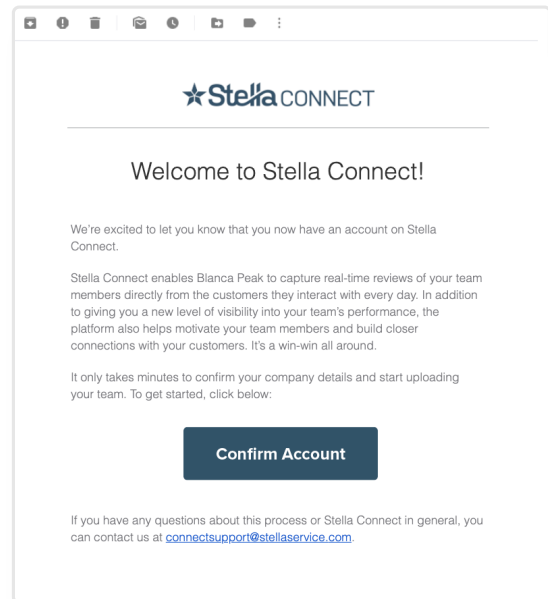 Stella CONNECT
Welcome to Stella Connect!
We're excited to let you know that you now have an account on Stella
Connect.
Stella Connect enables Blanca Peak to capture real-time reviews of your team
members directly from the customers they interact with every day. In addition
to giving you a new level of visibility into your team's performance, the
platform also helps motivate your team members and build closer
connections with your customers. It's a win-win all around.
It only takes minutes to confirm your company details and start uploading
your team. To get started, click below:
Confirm Account
If you have any questions about this process or Stella Connect in general, you
can contact us at connectsupport@stellaservice.com.